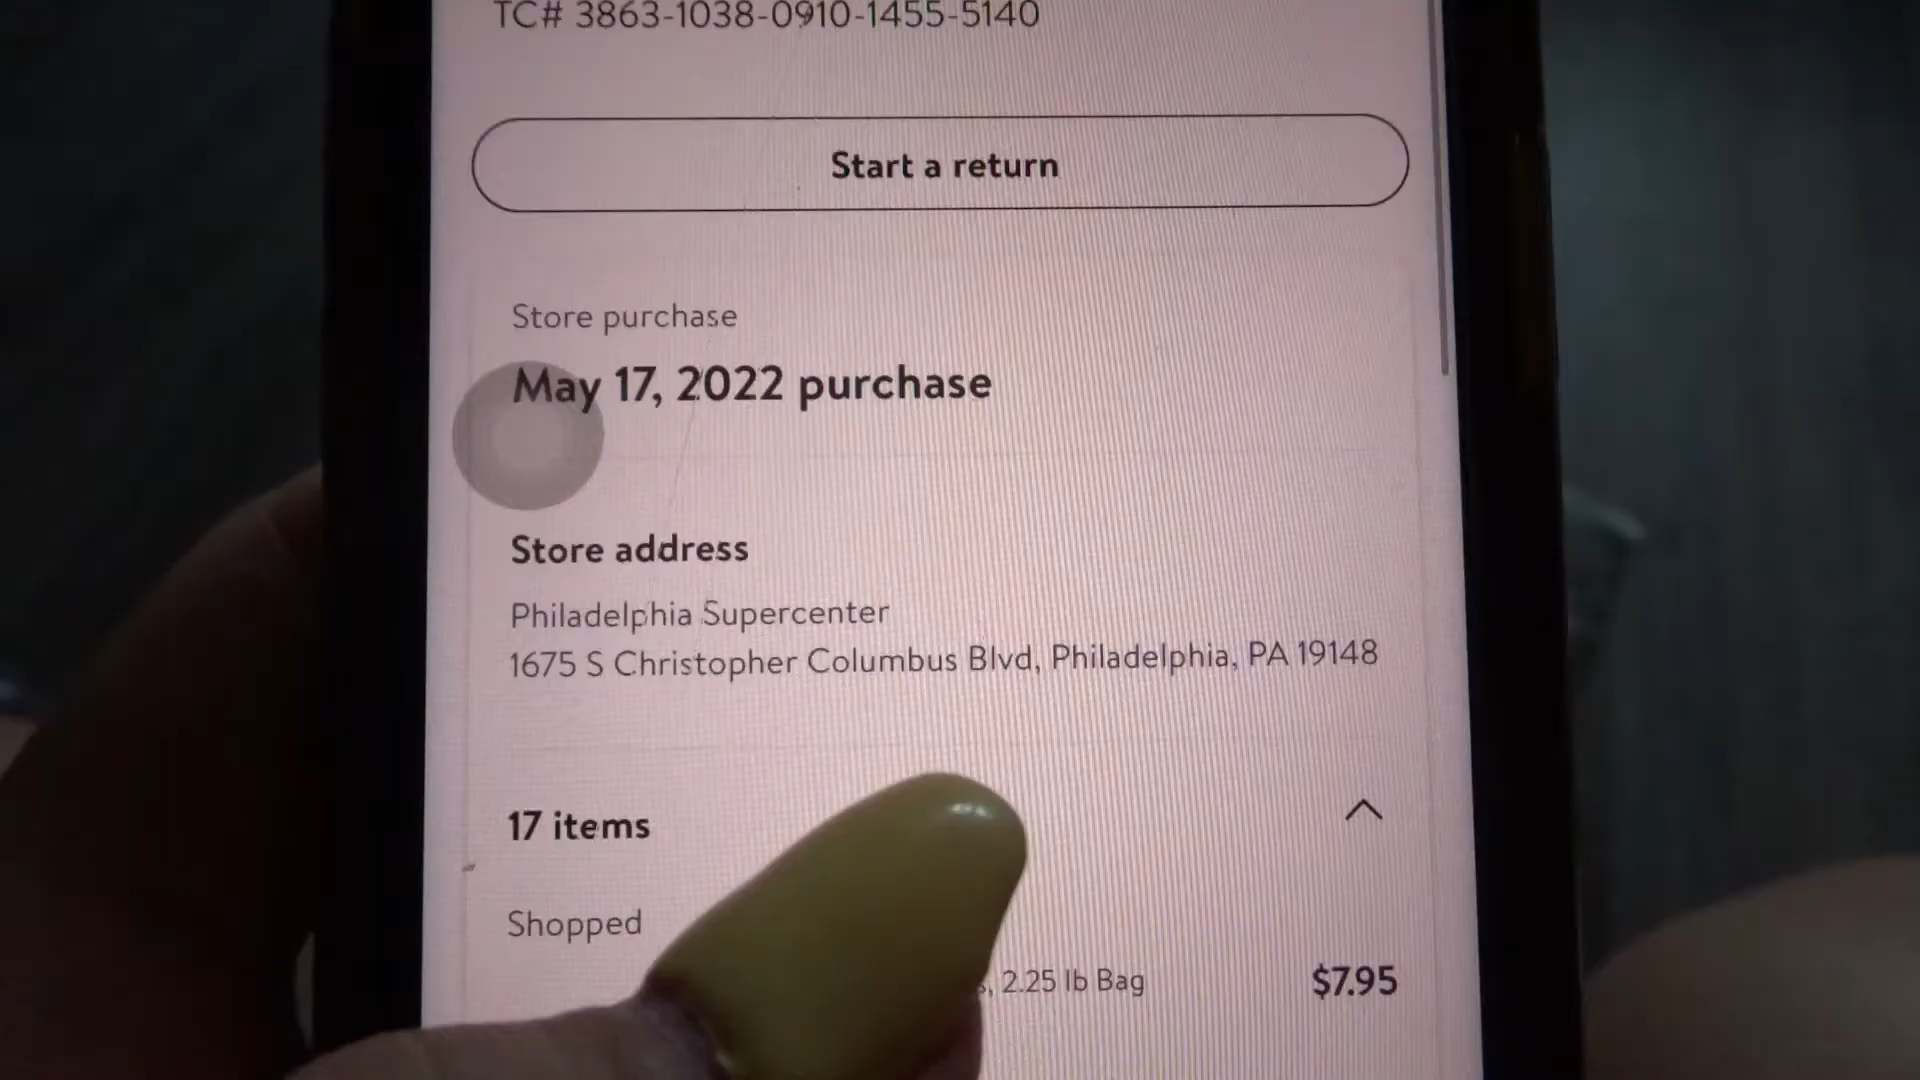 TC# 3863-1038-0910-1455-5140
Start a return
Store purchase
May 17, 2022 purchase
Store address
Philadelphia Supercenter
1675 S Christopher Columbus Blvd, Philadelphia, PA 19148
17 items
Shopped
2.25 lb Bag $7.95